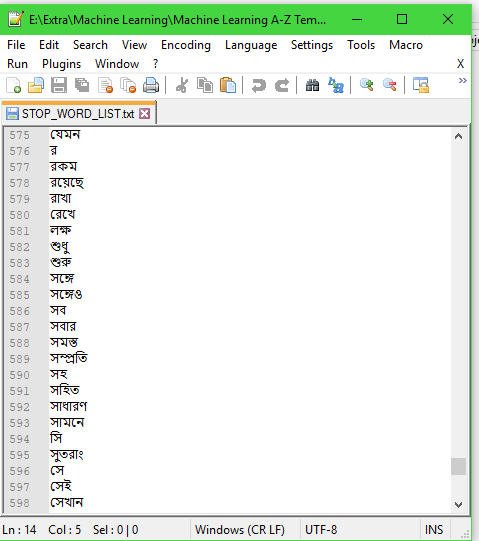 E:\Extra\Machine Learning\Machine Learning A-Z Tem...
File Edit Search View Encoding Language Settings Tools Macro
Run Plugins Window ? X
STOP_WORD_LIST.txt
575 যেমন
576 র
577 রকম
578 রয়েছে
579 রাখা
580 রেখে
581 লক্ষ
582 শুধু
583 শুরু
584 সঙ্গে
585 সঙ্গেও
586 সব
587 সবার
588 সমস্ত
589 সম্প্রতি
590 সহ
591 সহিত
592 সাধারণ
593 সামনে
594 সি
595 সুতরাং
596 সে
597 সেই
598 সেখান
Ln : 14 Col : 5 Sel : 0 | 0 Windows (CR LF) UTF-8 INS